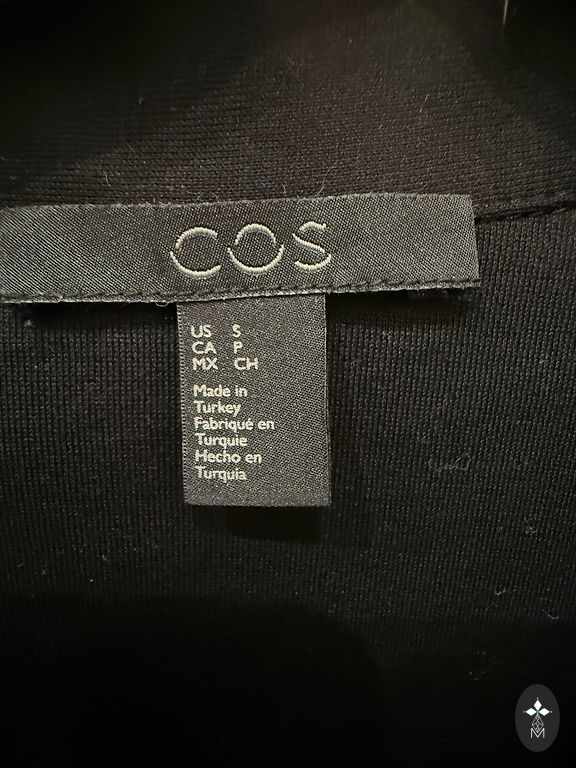 COS
US S
CA P
MX CH
Made in
Turkey
Fabriqué en
Turquie
Hecho en
Turquia